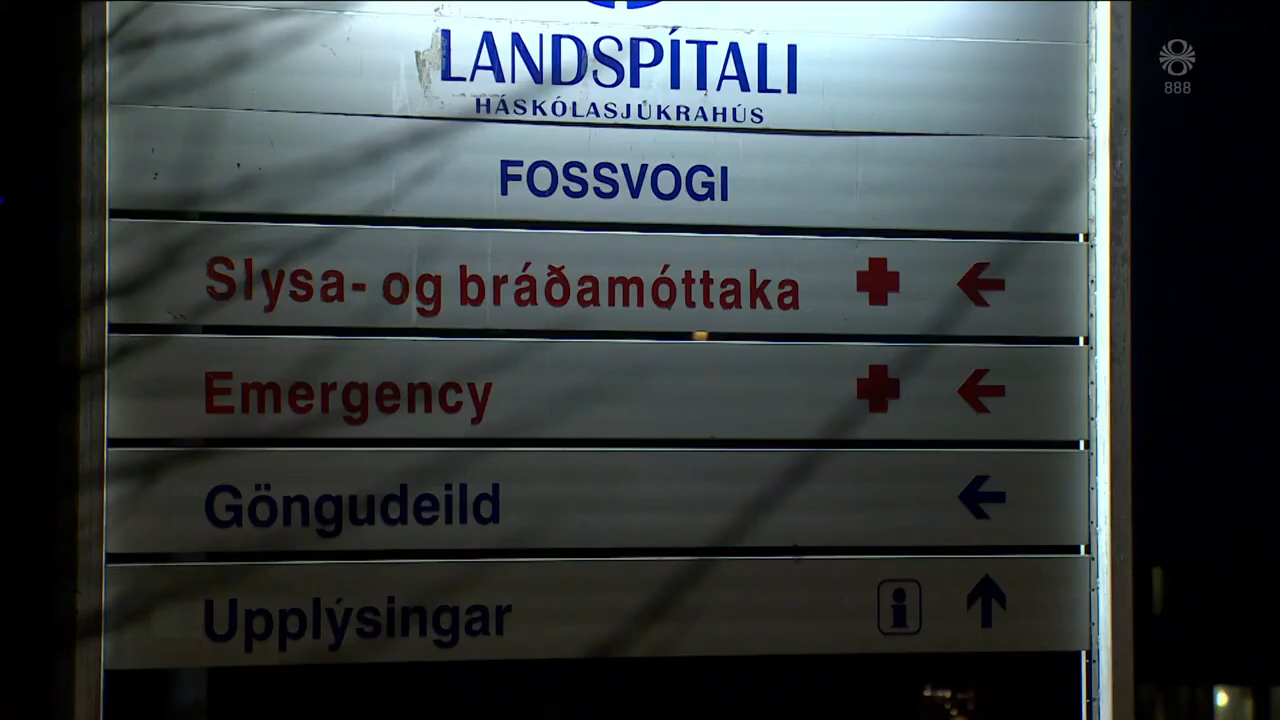 LANDSPÍTALI
HÁSKÓLASJÚKRAHÚS
FOSSVOGI
Slysa- og bráðamóttaka
Emergency
Göngudeild
Upplýsingar
i
888